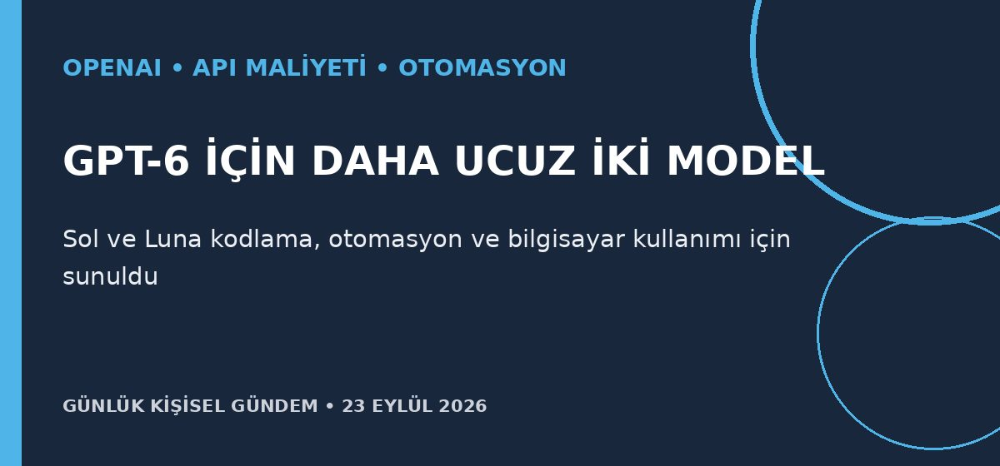 OPENAI • API MALİYETİ • OTOMASYON
GPT-6 İÇİN DAHA UCUZ İKİ MODEL
Sol ve Luna kodlama, otomasyon ve bilgisayar kullanımı için
sunuldu
GÜNLÜK KİŞİSEL GÜNDEM • 23 EYLÜL 2026